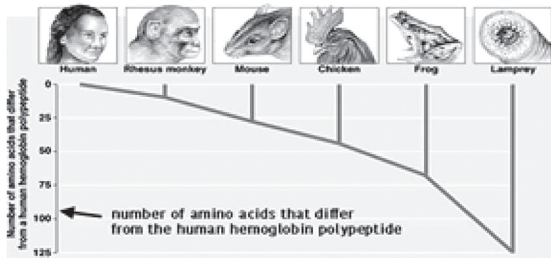 Human Rhesus monkey Mouse Chicken Frog Lamprey
Number of amino acids that differ
from a human hemoglobin polypeptide
0
25
50
75
100
125
number of amino acids that differ
from the human hemoglobin polypeptide